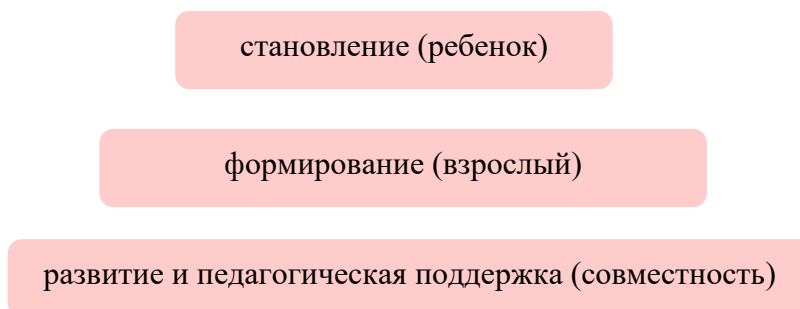 становление (ребенок)
формирование (взрослый)
развитие и педагогическая поддержка (совместность)